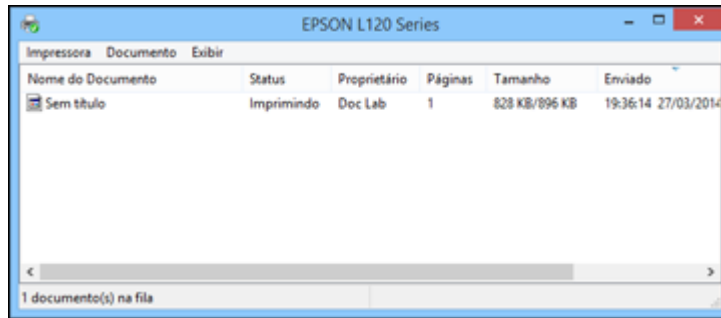 EPSON L120 Series
Impressora Documento Exibir
Nome do Documento Status Proprietário Páginas Tamanho Enviado
Sem título Imprimindo Doc Lab 1 828 KB/896 KB 19:36:14 27/03/2014
1 documento(s) na fila